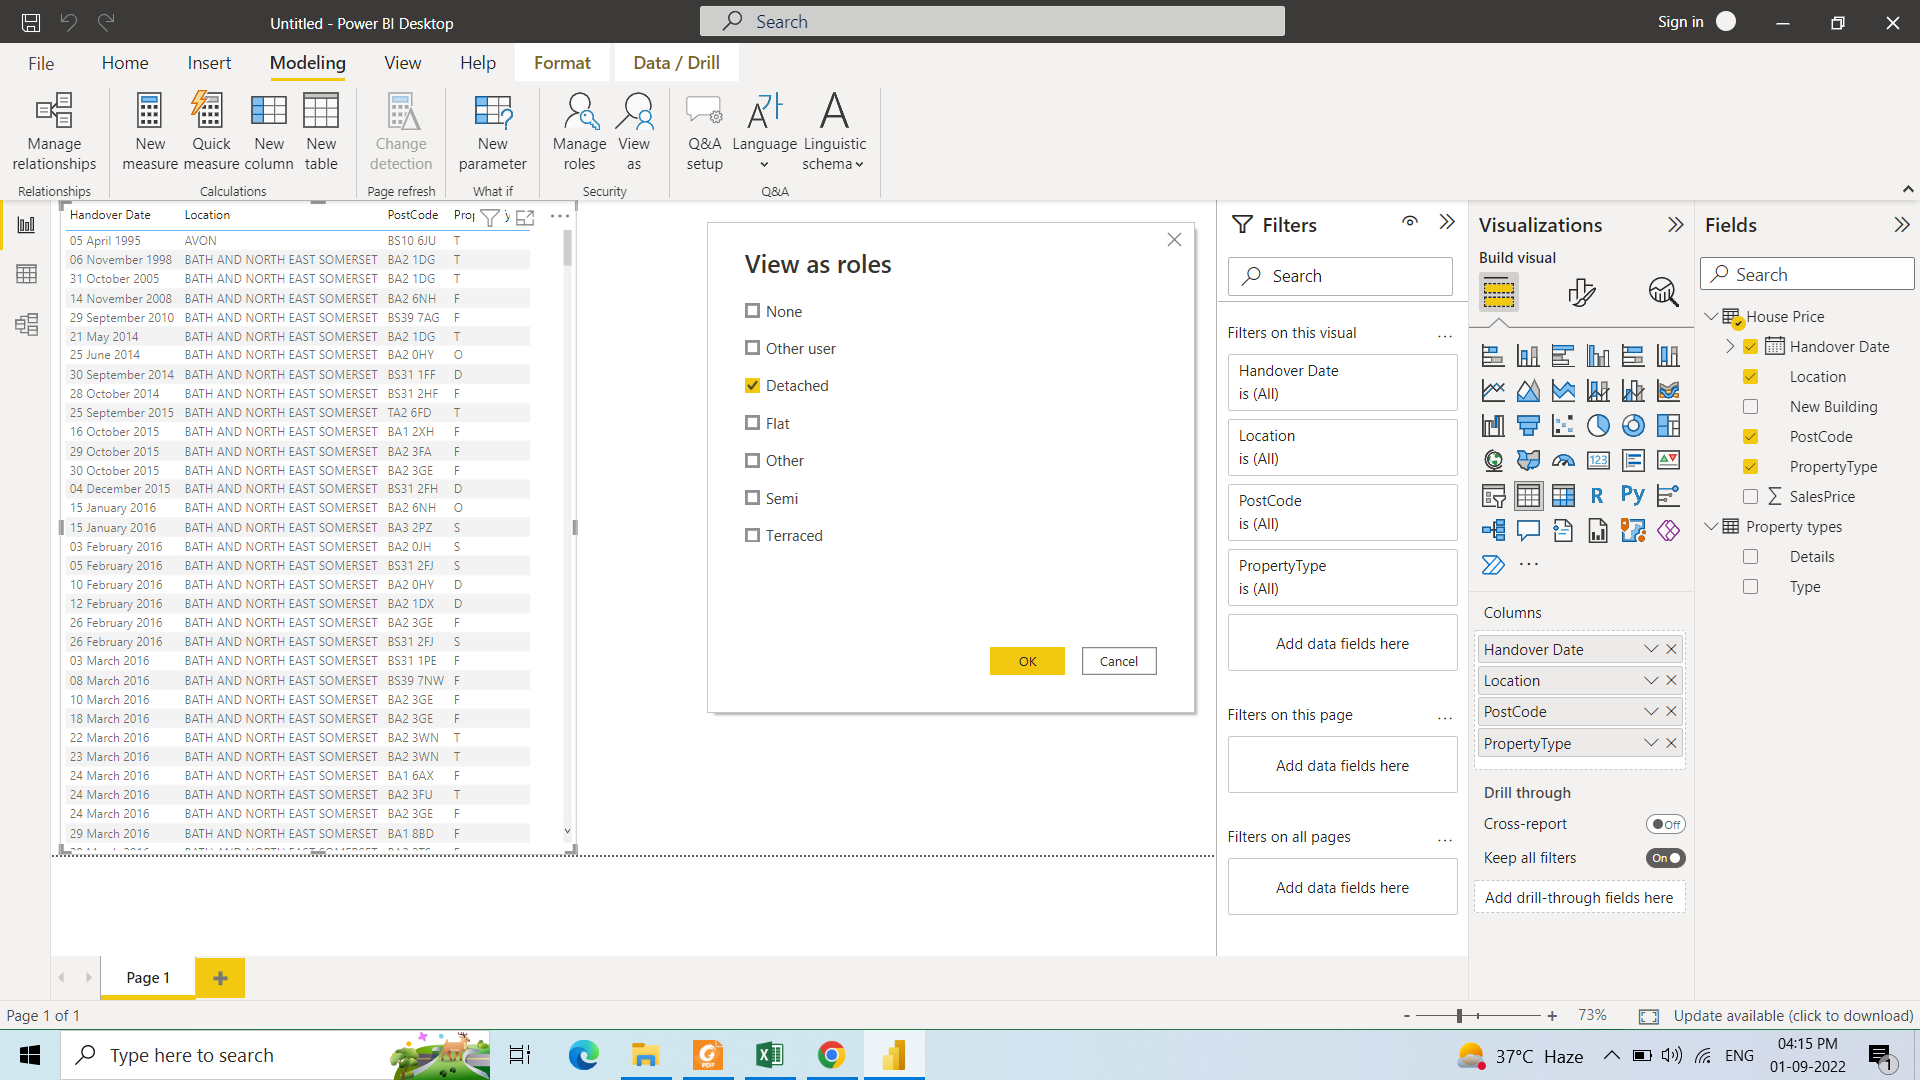 Untitled - Power BI Desktop
Search
Sign in
File Home Insert Modeling View Help Format Data / Drill
Manage relationships
New measure
Quick measure
New column
New table
Change detection
New parameter
Manage roles
View as
Q&A setup
Language
Linguistic schema
Relationships Calculations Page refresh What if Security Q&A
Handover Date Location PostCode
05 April 1995 AVON BS10 6JU T
06 November 1998 BATH AND NORTH EAST SOMERSET BA2 1DG T
31 October 2005 BATH AND NORTH EAST SOMERSET BA2 1DG T
14 November 2008 BATH AND NORTH EAST SOMERSET BA2 6NH F
29 September 2010 BATH AND NORTH EAST SOMERSET BS39 7AG F
21 May 2014 BATH AND NORTH EAST SOMERSET BA2 1DG T
25 June 2014 BATH AND NORTH EAST SOMERSET BA2 0HY O
30 September 2014 BATH AND NORTH EAST SOMERSET BS31 1FF D
28 October 2014 BATH AND NORTH EAST SOMERSET BS31 2HF F
25 September 2015 BATH AND NORTH EAST SOMERSET TA2 6FD T
16 October 2015 BATH AND NORTH EAST SOMERSET BA1 2XH F
29 October 2015 BATH AND NORTH EAST SOMERSET BA2 3FA F
30 October 2015 BATH AND NORTH EAST SOMERSET BA2 3GE F
04 December 2015 BATH AND NORTH EAST SOMERSET BS31 2FH D
15 January 2016 BATH AND NORTH EAST SOMERSET BA2 6NH O
15 January 2016 BATH AND NORTH EAST SOMERSET BA3 2PZ S
03 February 2016 BATH AND NORTH EAST SOMERSET BA2 0JH S
05 February 2016 BATH AND NORTH EAST SOMERSET BS31 2FJ S
10 February 2016 BATH AND NORTH EAST SOMERSET BA2 0HY D
12 February 2016 BATH AND NORTH EAST SOMERSET BA2 1DX D
26 February 2016 BATH AND NORTH EAST SOMERSET BA2 3GE F
26 February 2016 BATH AND NORTH EAST SOMERSET BS31 2FJ S
03 March 2016 BATH AND NORTH EAST SOMERSET BS31 1PE F
08 March 2016 BATH AND NORTH EAST SOMERSET BS39 7NW F
10 March 2016 BATH AND NORTH EAST SOMERSET BA2 3GE F
18 March 2016 BATH AND NORTH EAST SOMERSET BA2 3GE F
22 March 2016 BATH AND NORTH EAST SOMERSET BA2 3WN T
23 March 2016 BATH AND NORTH EAST SOMERSET BA2 3WN T
24 March 2016 BATH AND NORTH EAST SOMERSET BA1 6AX F
24 March 2016 BATH AND NORTH EAST SOMERSET BA2 3FU T
24 March 2016 BATH AND NORTH EAST SOMERSET BA2 3GE F
29 March 2016 BATH AND NORTH EAST SOMERSET BA1 8BD F
View as roles
None
Other user
Detached
Flat
Other
Semi
Terraced
OK Cancel
Filters
Search
Filters on this visual ...
Handover Date
is (All)
Location
is (All)
PostCode
is (All)
PropertyType
is (All)
Add data fields here
Filters on this page ...
Add data fields here
Filters on all pages ...
Add data fields here
Visualizations
Build visual
123
R Py
...
Columns
Handover Date
Location
PostCode
PropertyType
Drill through
Cross-report Off
Keep all filters On
Add drill-through fields here
Fields
Search
House Price
Handover Date
Location
New Building
PostCode
PropertyType
SalesPrice
Property types
Details
Type
Page 1
Page 1 of 1
- + 73%
Update available (click to download)
Type here to search
PDF
37°C Haze
ENG
04:15 PM
01-09-2022
1